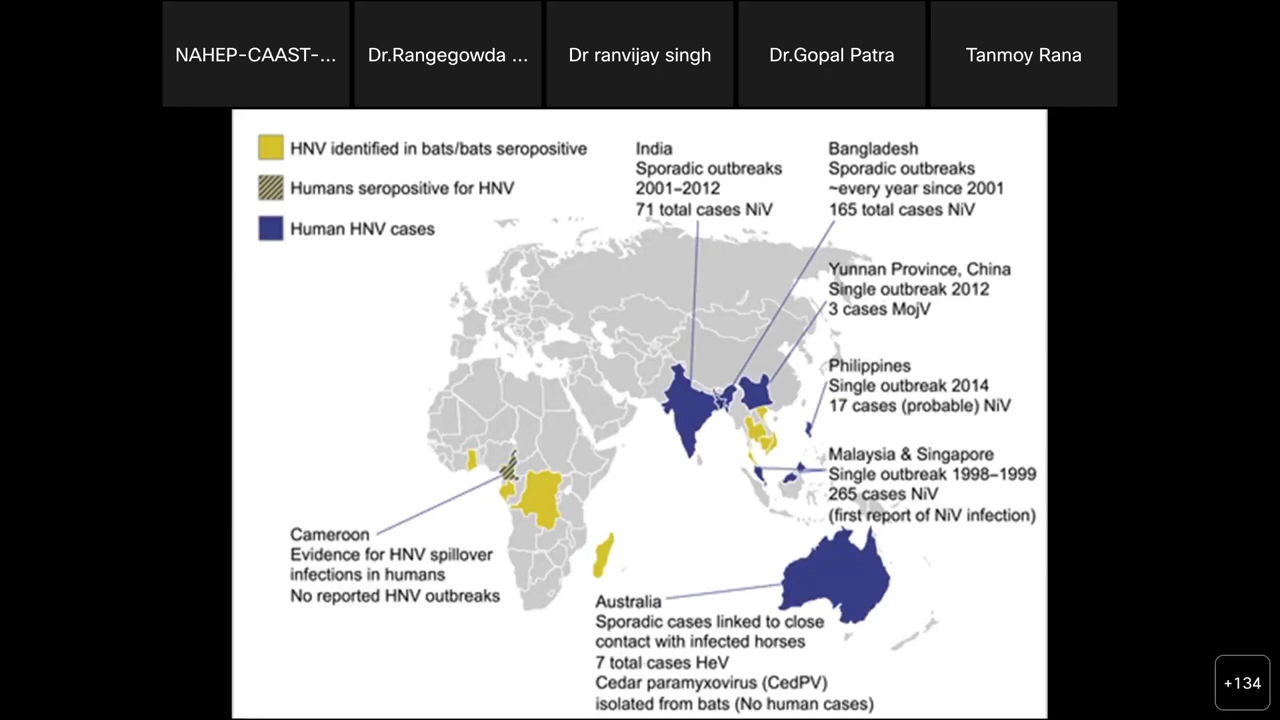 NAHEP-CAAST-...
Dr.Rangegowda ...
Dr ranvijay singh
Dr.Gopal Patra
Tanmoy Rana
HNV identified in bats/bats seropositive
Humans seropositive for HNV
Human HNV cases
India
Sporadic outbreaks
2001–2012
71 total cases NiV
Bangladesh
Sporadic outbreaks
~every year since 2001
165 total cases NiV
Yunnan Province, China
Single outbreak 2012
3 cases MojV
Philippines
Single outbreak 2014
17 cases (probable) NiV
Malaysia & Singapore
Single outbreak 1998–1999
265 cases NiV
(first report of NiV infection)
Cameroon
Evidence for HNV spillover
infections in humans
No reported HNV outbreaks
Australia
Sporadic cases linked to close
contact with infected horses
7 total cases HeV
Cedar paramyxovirus (CedPV)
isolated from bats (No human cases)
+134